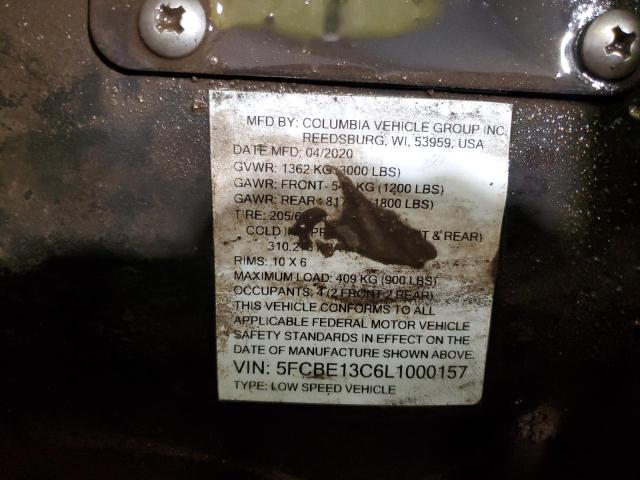 MFD BY: COLUMBIA VEHICLE GROUP INC.
REEDSBURG, WI, 53959, USA
DATE MFD: 04/2020
GVWR: 1362 KG (3000 LBS)
GAWR: FRONT- KG (1200 LBS)
GAWR: REAR- (1800 LBS)
TIRE:
COLD & REAR)
RIMS: 10 X 6
MAXIMUM LOAD: 409 KG (900 LBS)
OCCUPANTS: 4 (2 FRONT 2 REAR)
THIS VEHICLE CONFORMS TO ALL
APPLICABLE FEDERAL MOTOR VEHICLE
SAFETY STANDARDS IN EFFECT ON THE
DATE OF MANUFACTURE SHOWN ABOVE.
VIN: 5FCBE13C6L1000157
TYPE: LOW SPEED VEHICLE